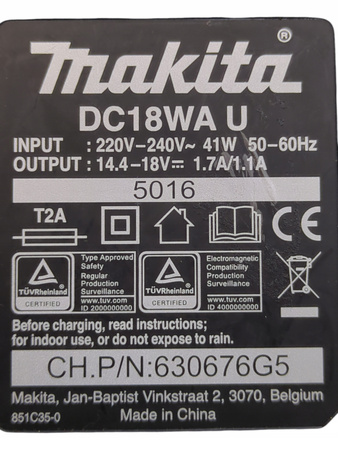 makita®
DC18WA U
INPUT : 220V-240V~ 41W 50-60Hz
OUTPUT : 14.4-18V⎓ 1.7A/1.1A
5016
T2A
CE
TÜVRheinland
CERTIFIED
Type Approved
Safety
Regular
Production
Surveillance
www.tuv.com
ID 2000000000
TÜVRheinland
CERTIFIED
Electromagnetic
Compatibility
Production
Surveillance
www.tuv.com
ID 4000000000
Before charging, read instructions;
for indoor use, or do not expose to rain.
CH.P/N:630676G5
Makita, Jan-Baptist Vinkstraat 2, 3070, Belgium
851C35-0 Made in China